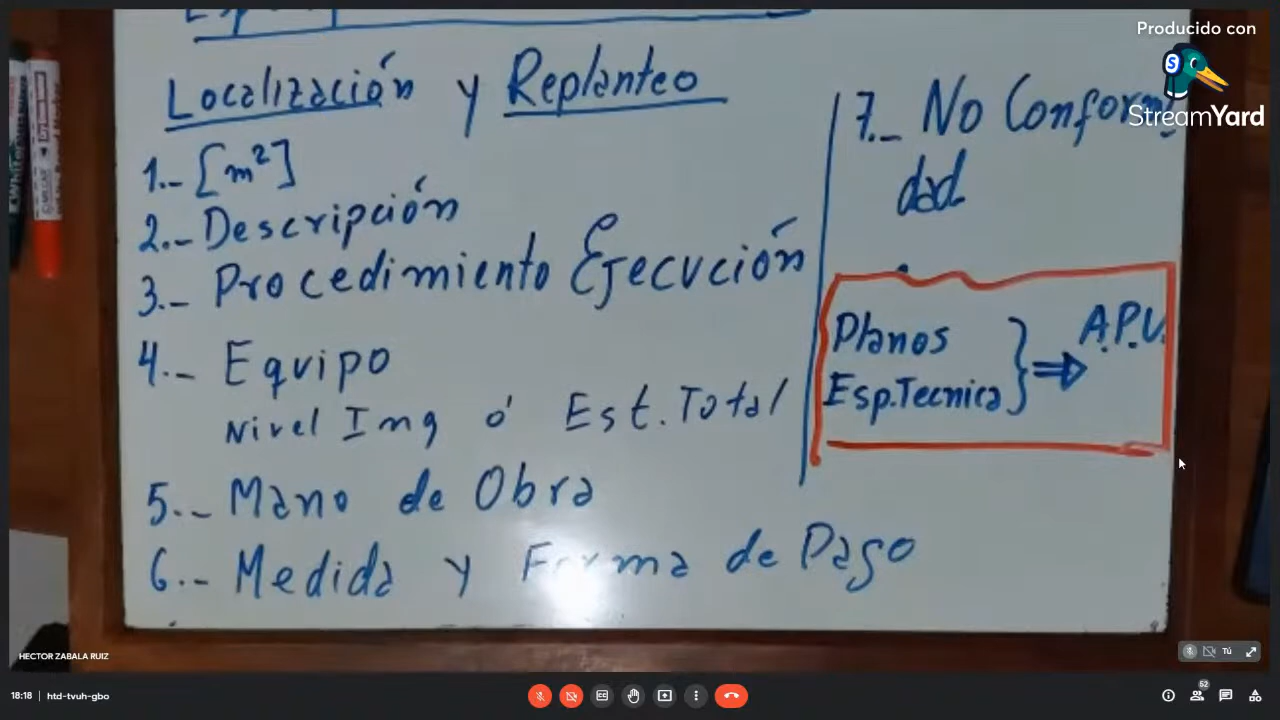 Producido con
StreamYard
Localización y Replanteo
1.- [m²]
2.- Descripción
3.- Procedimiento Ejecución
4.- Equipo
Nivel Ing ó Est. Total
5.- Mano de Obra
6.- Medida y Forma de Pago
7.- No Conformi
dad.
Planos
Esp. Tecnica
} ⇒ A.P.U.
HECTOR ZABALA RUIZ
Tú
18:18 | htd-tvuh-gbo
52